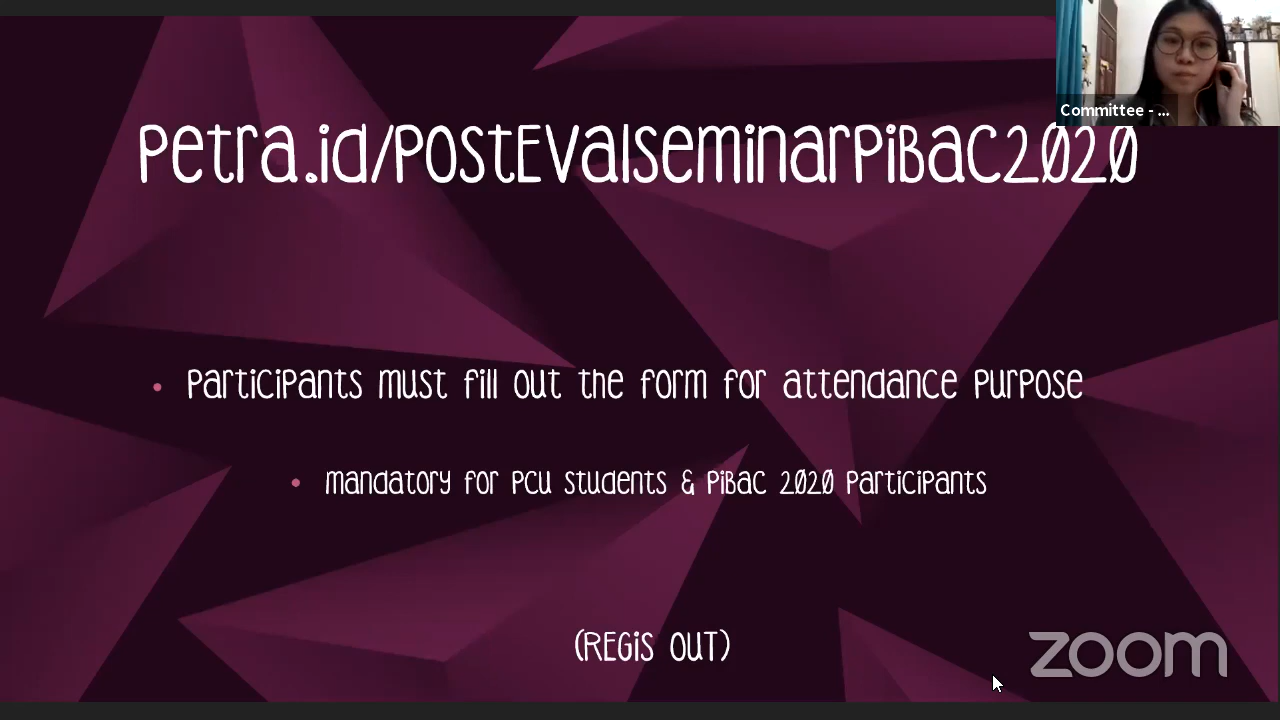 Petra.id/PostEvalSeminarPiBac2020
Committee - ...
Participants must fill out the form for attendance purpose
mandatory for PCU students & PiBac 2020 Participants
(REGIS OUT)
zoom